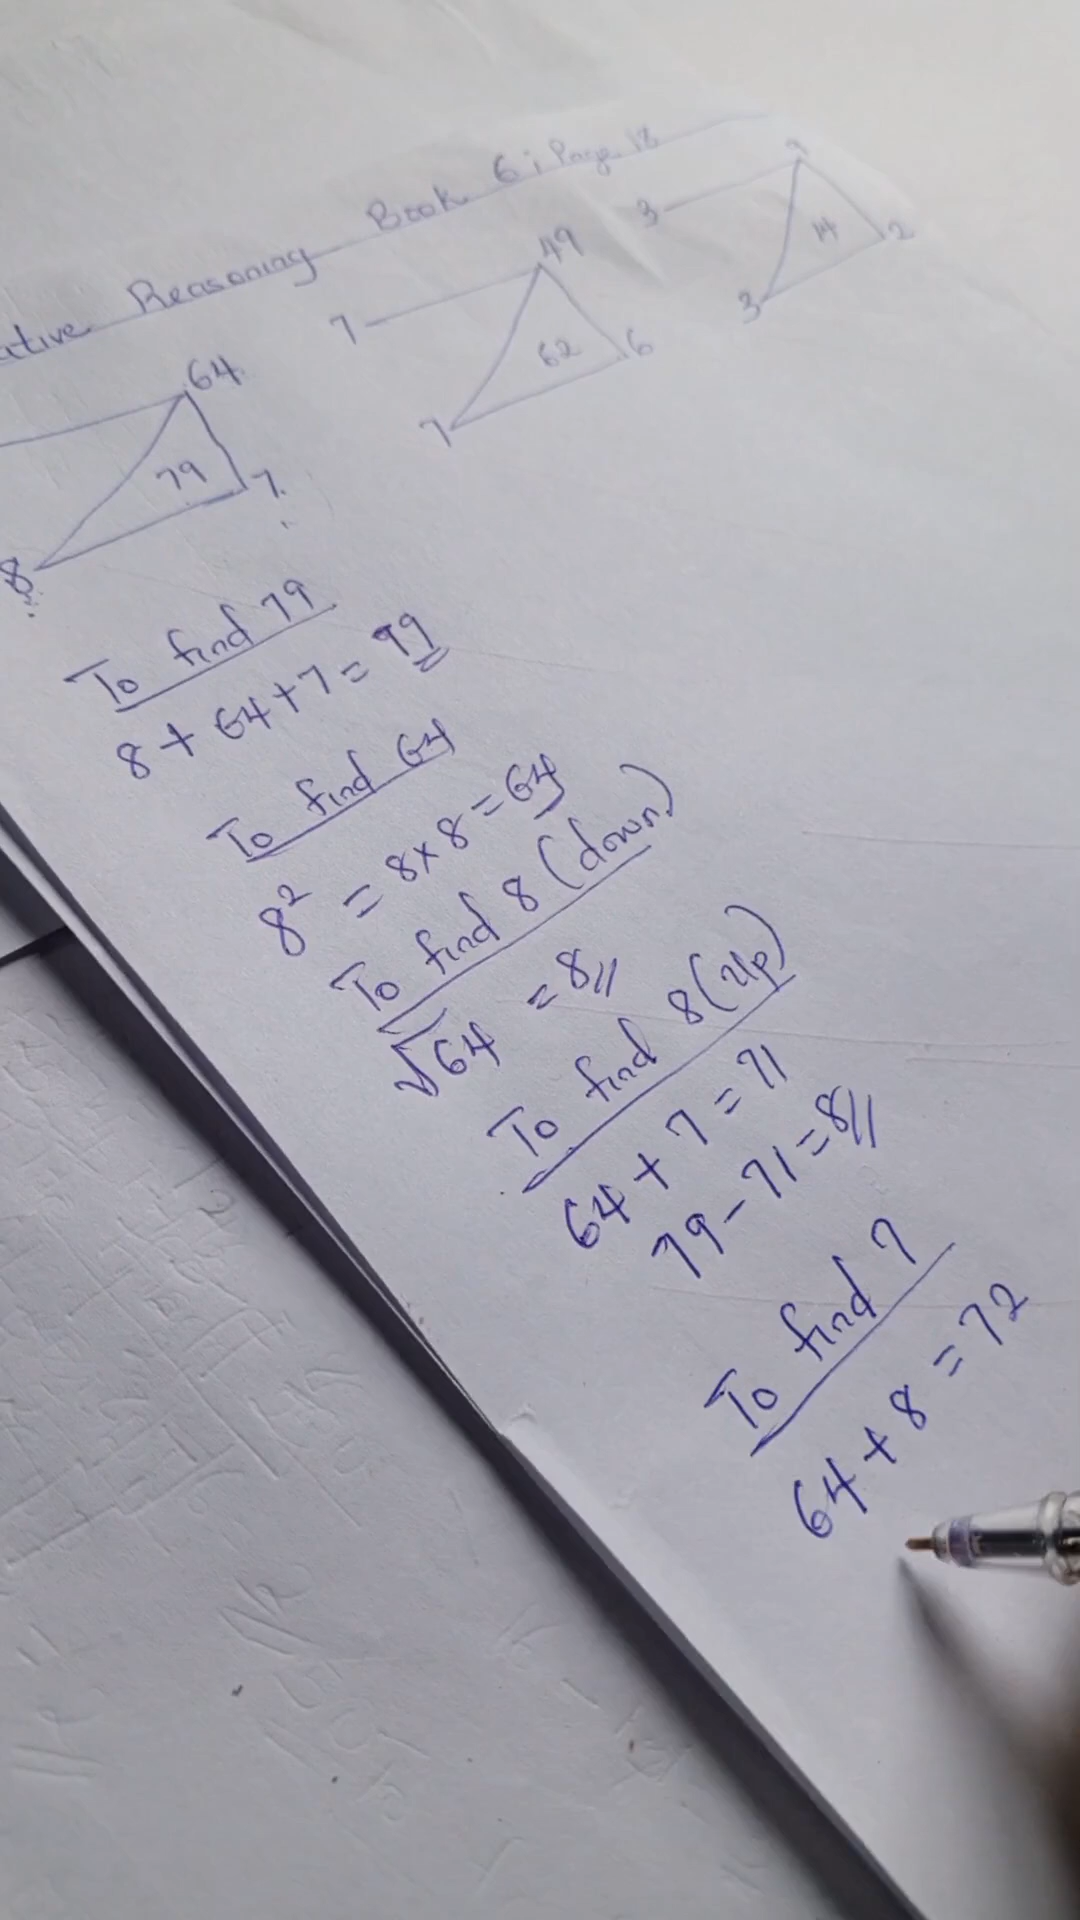 ative Reasoning Book 6; Page 18
64
79
7
8
49
7
62
6
7
9
3
14
2
3
To find 79
8 + 64 + 7 = 79
To find 64
8² = 8 × 8 = 64
To find 8 (down)
√64 = 8//
To find 8 (up)
64 + 7 = 71
79 - 71 = 8//
To find 7
64 + 8 = 72